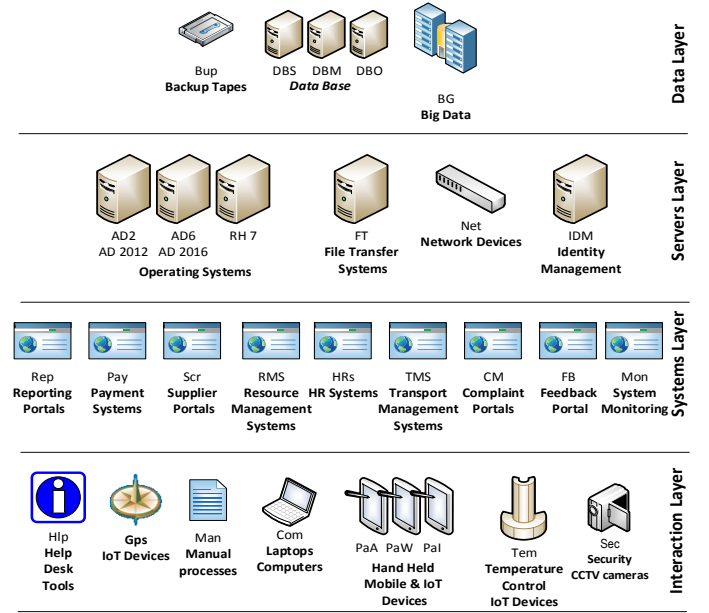 Bup
Backup Tapes
DBS DBM DBO
Data Base
BG
Big Data
Data Layer
AD2 AD6 RH 7
AD 2012 AD 2016
Operating Systems
FT
File Transfer
Systems
Net
Network Devices
IDM
Identity
Management
Servers Layer
Rep
Reporting
Portals
Pay
Payment
Systems
Scr
Supplier
Portals
RMS
Resource
Management
Systems
HRs
HR Systems
TMS
Transport
Management
Systems
CM
Complaint
Portals
FB
Feedback
Portal
Mon
System
Monitoring
Systems Layer
Hlp
Help
Desk
Tools
Gps
IoT Devices
Man
Manual
processes
Com
Laptops
Computers
PaA PaW PaI
Hand Held
Mobile & IoT
Devices
Tem
Temperature
Control
IoT Devices
Sec
Security
CCTV cameras
Interaction Layer